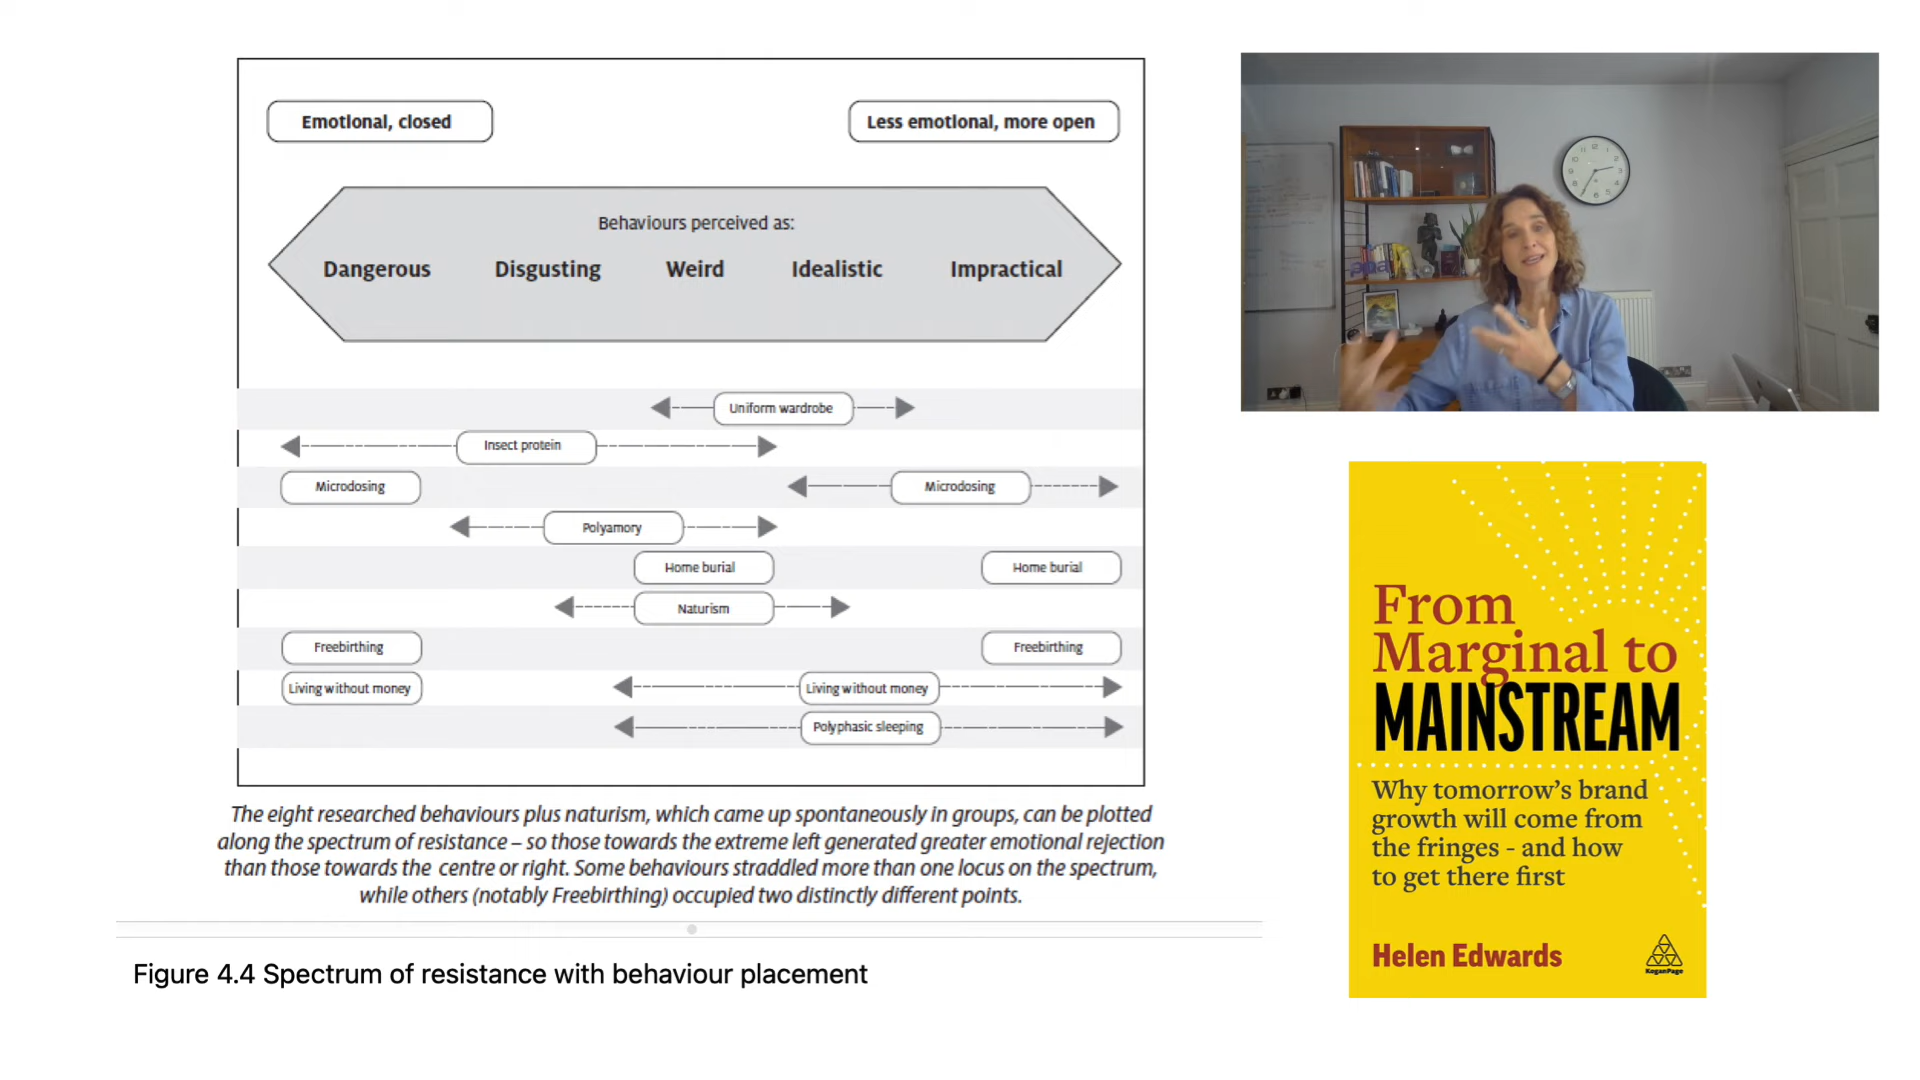 Emotional, closed
Less emotional, more open
Behaviours perceived as:
Dangerous Disgusting Weird Idealistic Impractical
Uniform wardrobe
Insect protein
Microdosing Microdosing
Polyamory
Home burial Home burial
Naturism
Freebirthing Freebirthing
Living without money Living without money
Polyphasic sleeping
The eight researched behaviours plus naturism, which came up spontaneously in groups, can be plotted
along the spectrum of resistance – so those towards the extreme left generated greater emotional rejection
than those towards the centre or right. Some behaviours straddled more than one locus on the spectrum,
while others (notably Freebirthing) occupied two distinctly different points.
Figure 4.4 Spectrum of resistance with behaviour placement
From
Marginal to
MAINSTREAM
Why tomorrow's brand
growth will come from
the fringes - and how
to get there first
Helen Edwards
KoganPage